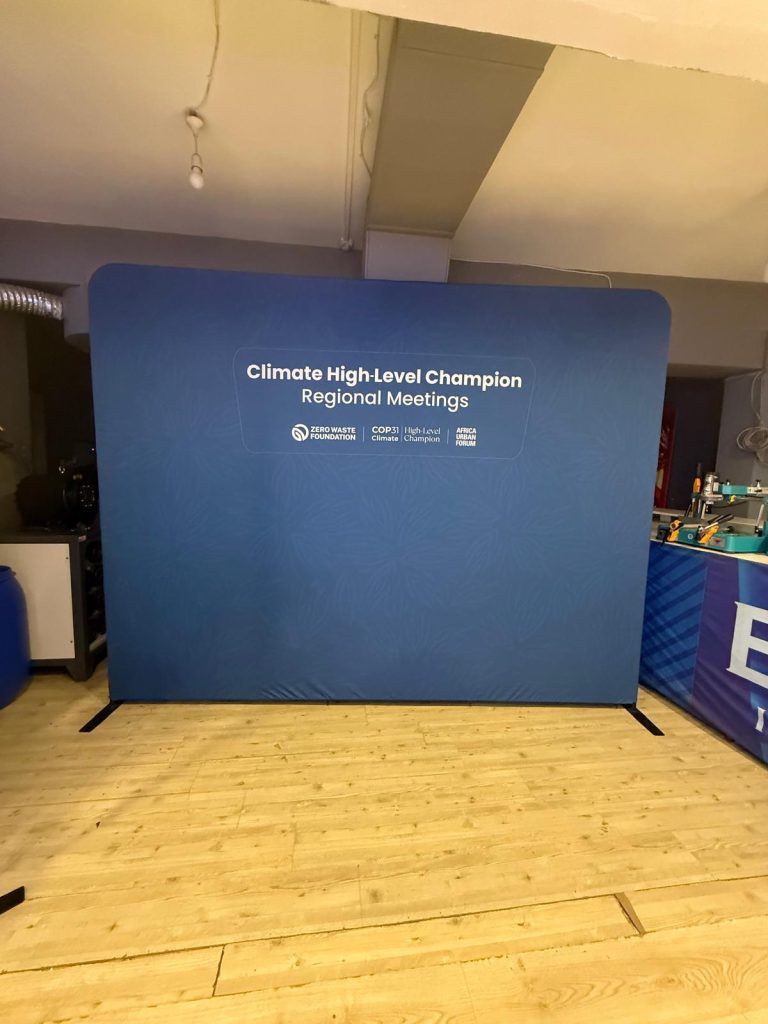 Climate High-Level Champion
Regional Meetings
ZERO WASTE
FOUNDATION
COP31
Climate
High-Level
Champion
AFRICA
URBAN
FORUM
E